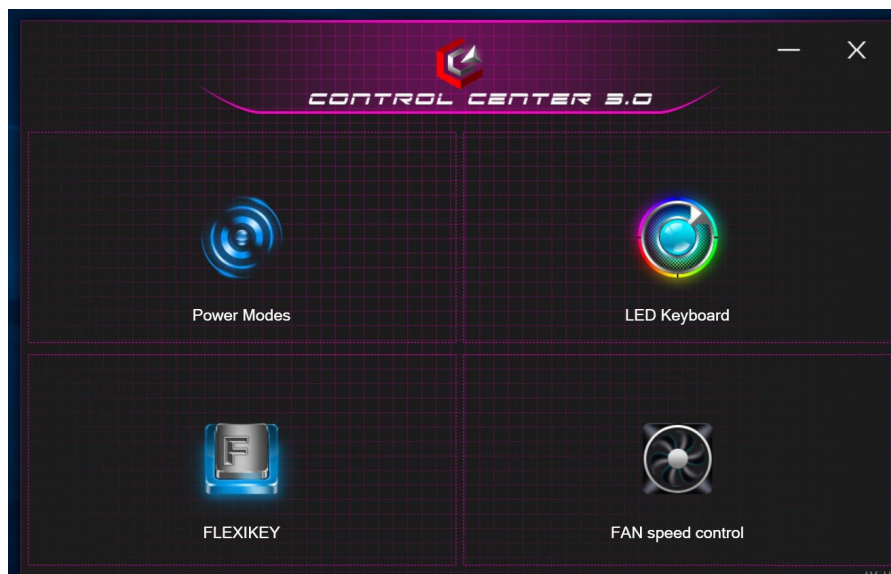 CONTROL CENTER 3.0
Power Modes
LED Keyboard
F
FLEXIKEY
FAN speed control